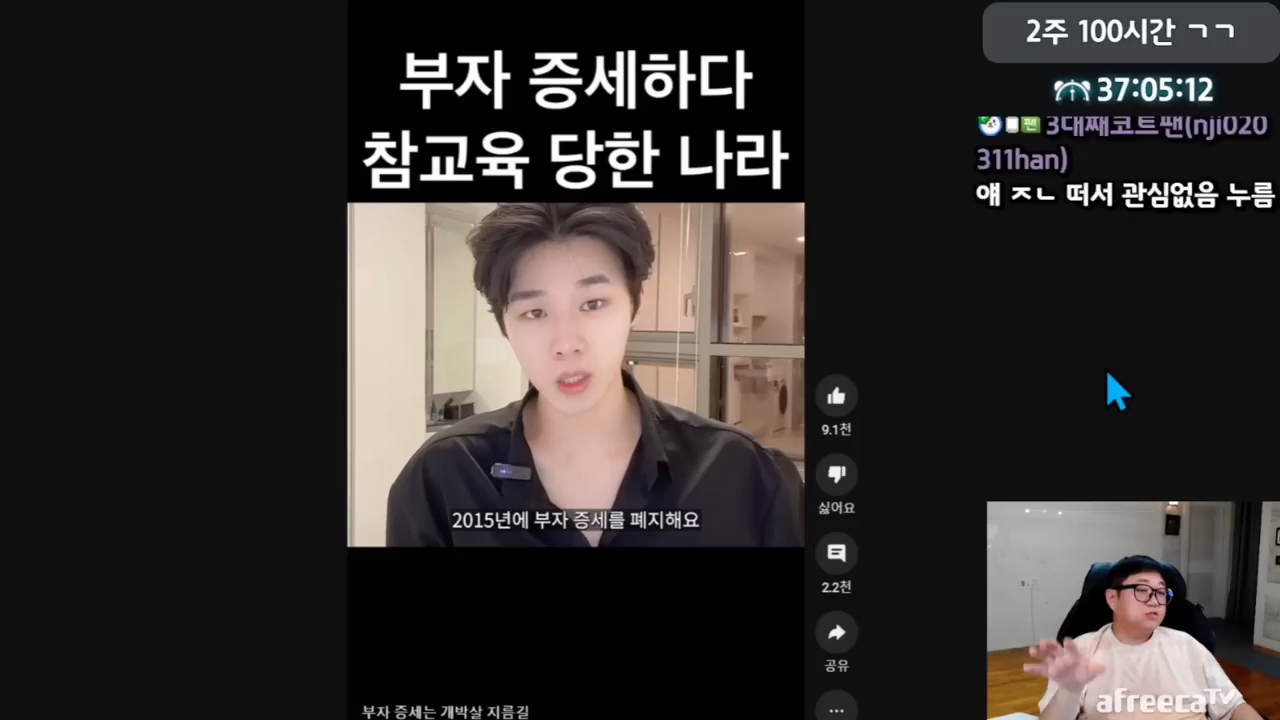 부자 증세하다
참교육 당한 나라
2015년에 부자 증세를 폐지해요
부자 증세는 개박살 지름길
9.1천
싫어요
2.2천
공유
2주 100시간 ㄱㄱ
37:05:12
팬 3대째코트팬(nji020
311han)
얘 ㅈㄴ 떠서 관심없음 누름
afreecaTV